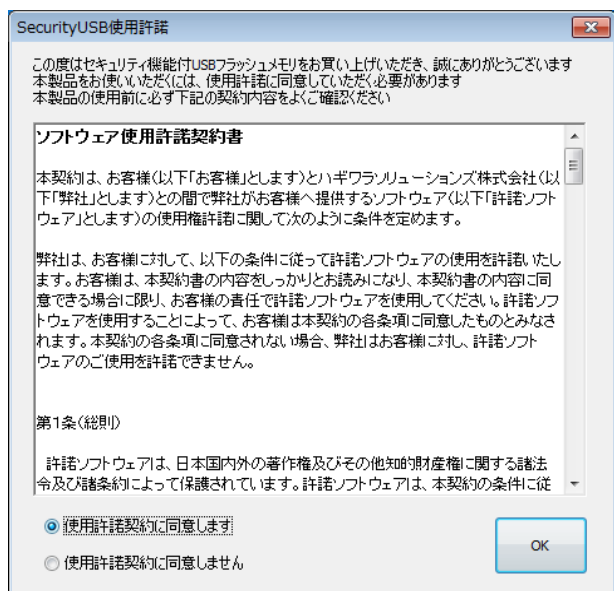 SecurityUSB使用許諾
この度はセキュリティ機能付USBフラッシュメモリをお買い上げいただき、誠にありがとうございます
本製品をお使いいただくには、使用許諾に同意していただく必要があります
本製品の使用前に必ず下記の契約内容をよくご確認ください
ソフトウェア使用許諾契約書
本契約は、お客様(以下「お客様」とします)とハギワラソリューションズ株式会社(以
下「弊社」とします)との間で弊社がお客様へ提供するソフトウェア(以下「許諾ソフト
ウェア」とします)の使用権許諾に関して次のように条件を定めます。
弊社は、お客様に対して、以下の条件に従って許諾ソフトウェアの使用を許諾いたし
ます。お客様は、本契約書の内容をしっかりとお読みになり、本契約書の内容に同
意できる場合に限り、お客様の責任で許諾ソフトウェアを使用してください。許諾ソフ
トウェアを使用することによって、お客様は本契約の各条項に同意したものとみなさ
れます。本契約の各条項に同意されない場合、弊社はお客様に対し、許諾ソフト
ウェアのご使用を許諾できません。
第1条(総則)
許諾ソフトウェアは、日本国内外の著作権及びその他知的財産権に関する諸法
令及び諸条約によって保護されています。許諾ソフトウェアは、本契約の条件に従
使用許諾契約に同意します
使用許諾契約に同意しません
OK